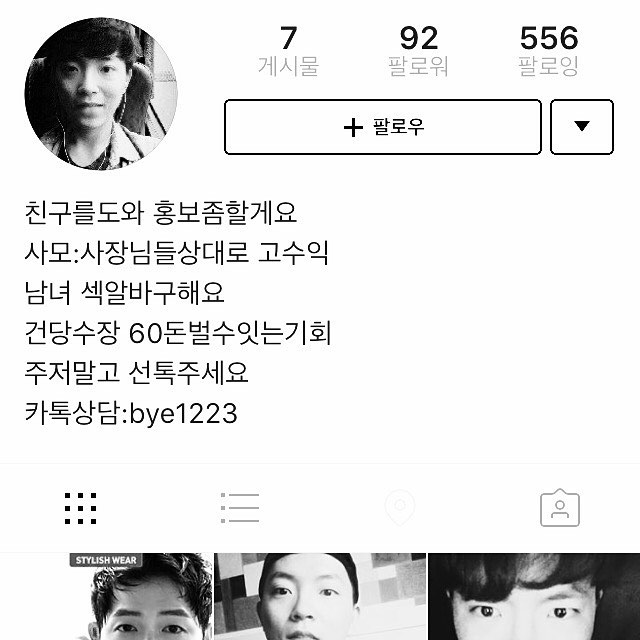 7 92 556
게시물 팔로워 팔로잉
+ 팔로우
친구를도와 홍보좀할게요
사모:사장님들상대로 고수익
남녀 섹알바구해요
건당수장 60돈벌수잇는기회
주저말고 선톡주세요
카톡상담:bye1223
STYLISH WEAR